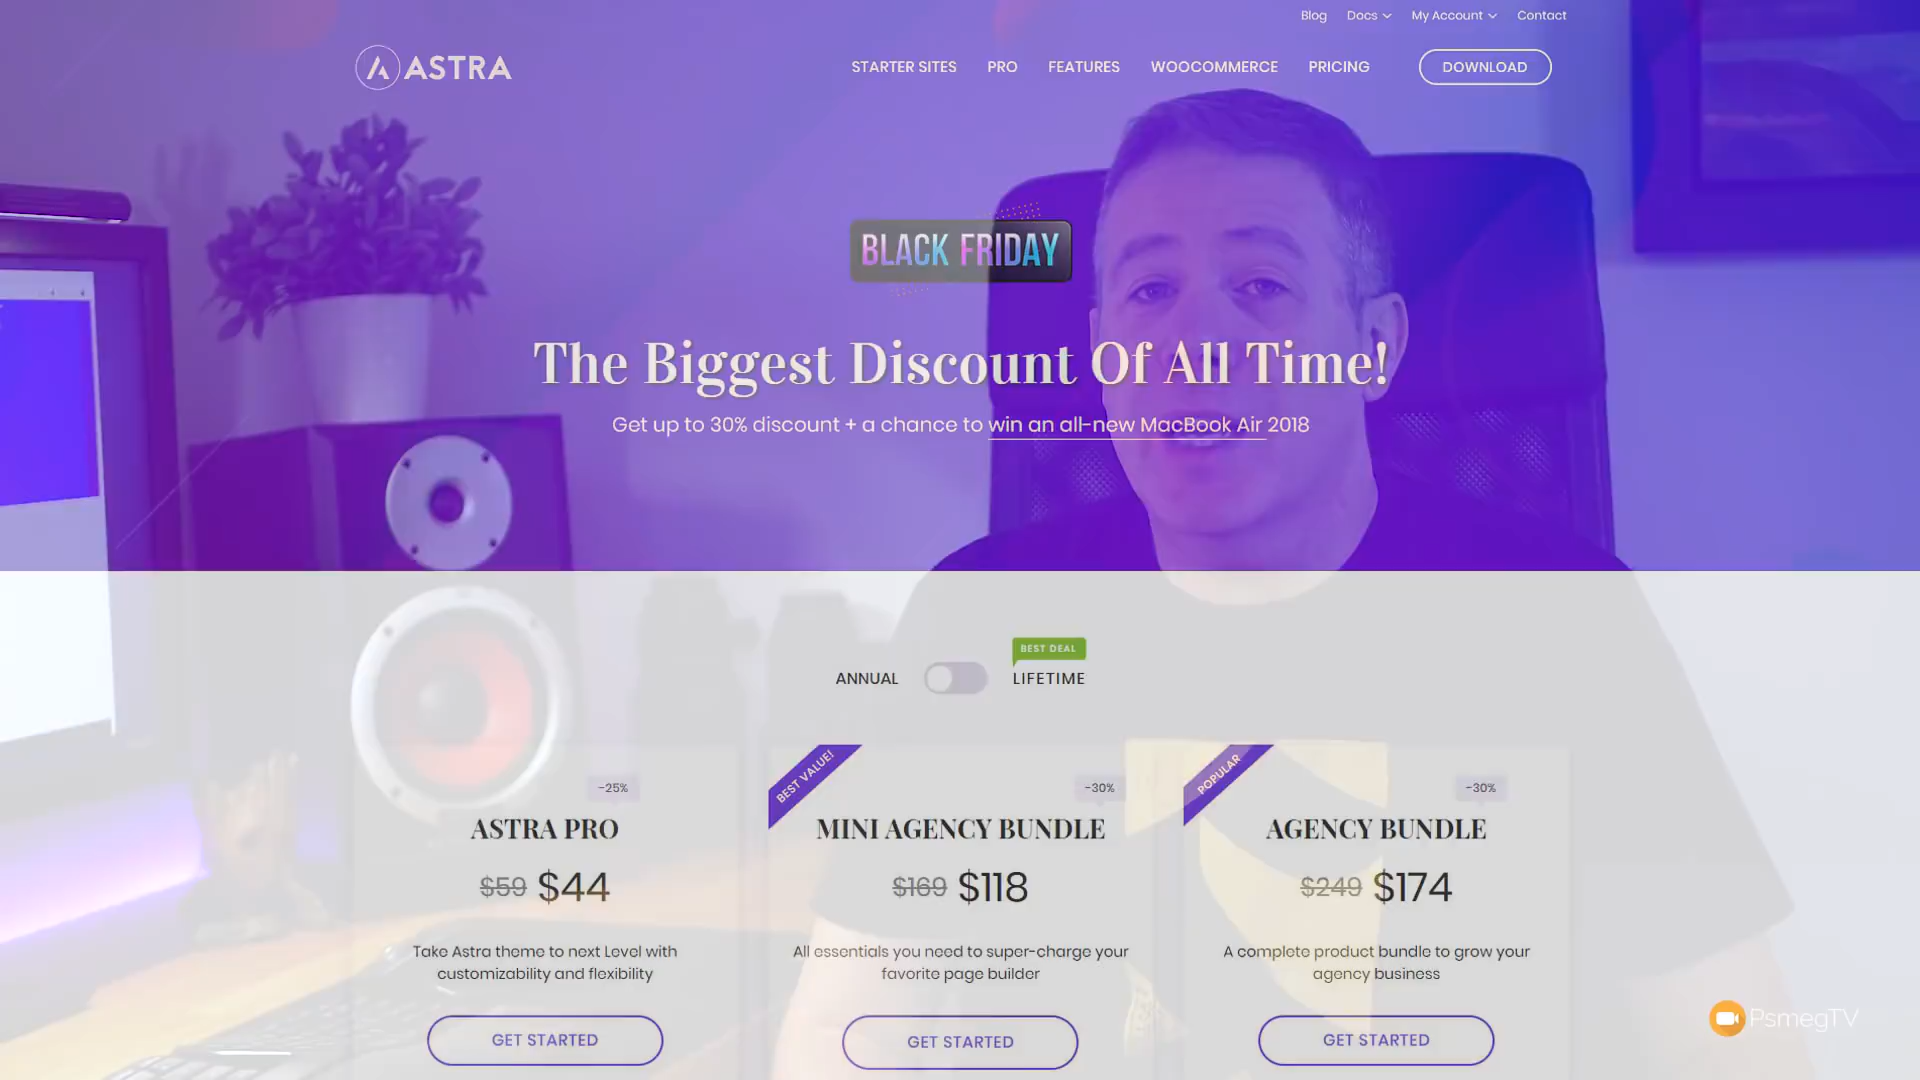 Blog Docs My Account Contact
ASTRA
STARTER SITES PRO FEATURES WOOCOMMERCE PRICING DOWNLOAD
BLACK FRIDAY
The Biggest Discount Of All Time!
Get up to 30% discount + a chance to win an all-new MacBook Air 2018
BEST DEAL
ANNUAL LIFETIME
BEST VALUE!
POPULAR
-25%
-30%
-30%
ASTRA PRO
$59 $44
Take Astra theme to next Level with
customizability and flexibility
GET STARTED
MINI AGENCY BUNDLE
$169 $118
All essentials you need to super-charge your
favorite page builder
GET STARTED
AGENCY BUNDLE
$249 $174
A complete product bundle to grow your
agency business
GET STARTED
PsmegTV